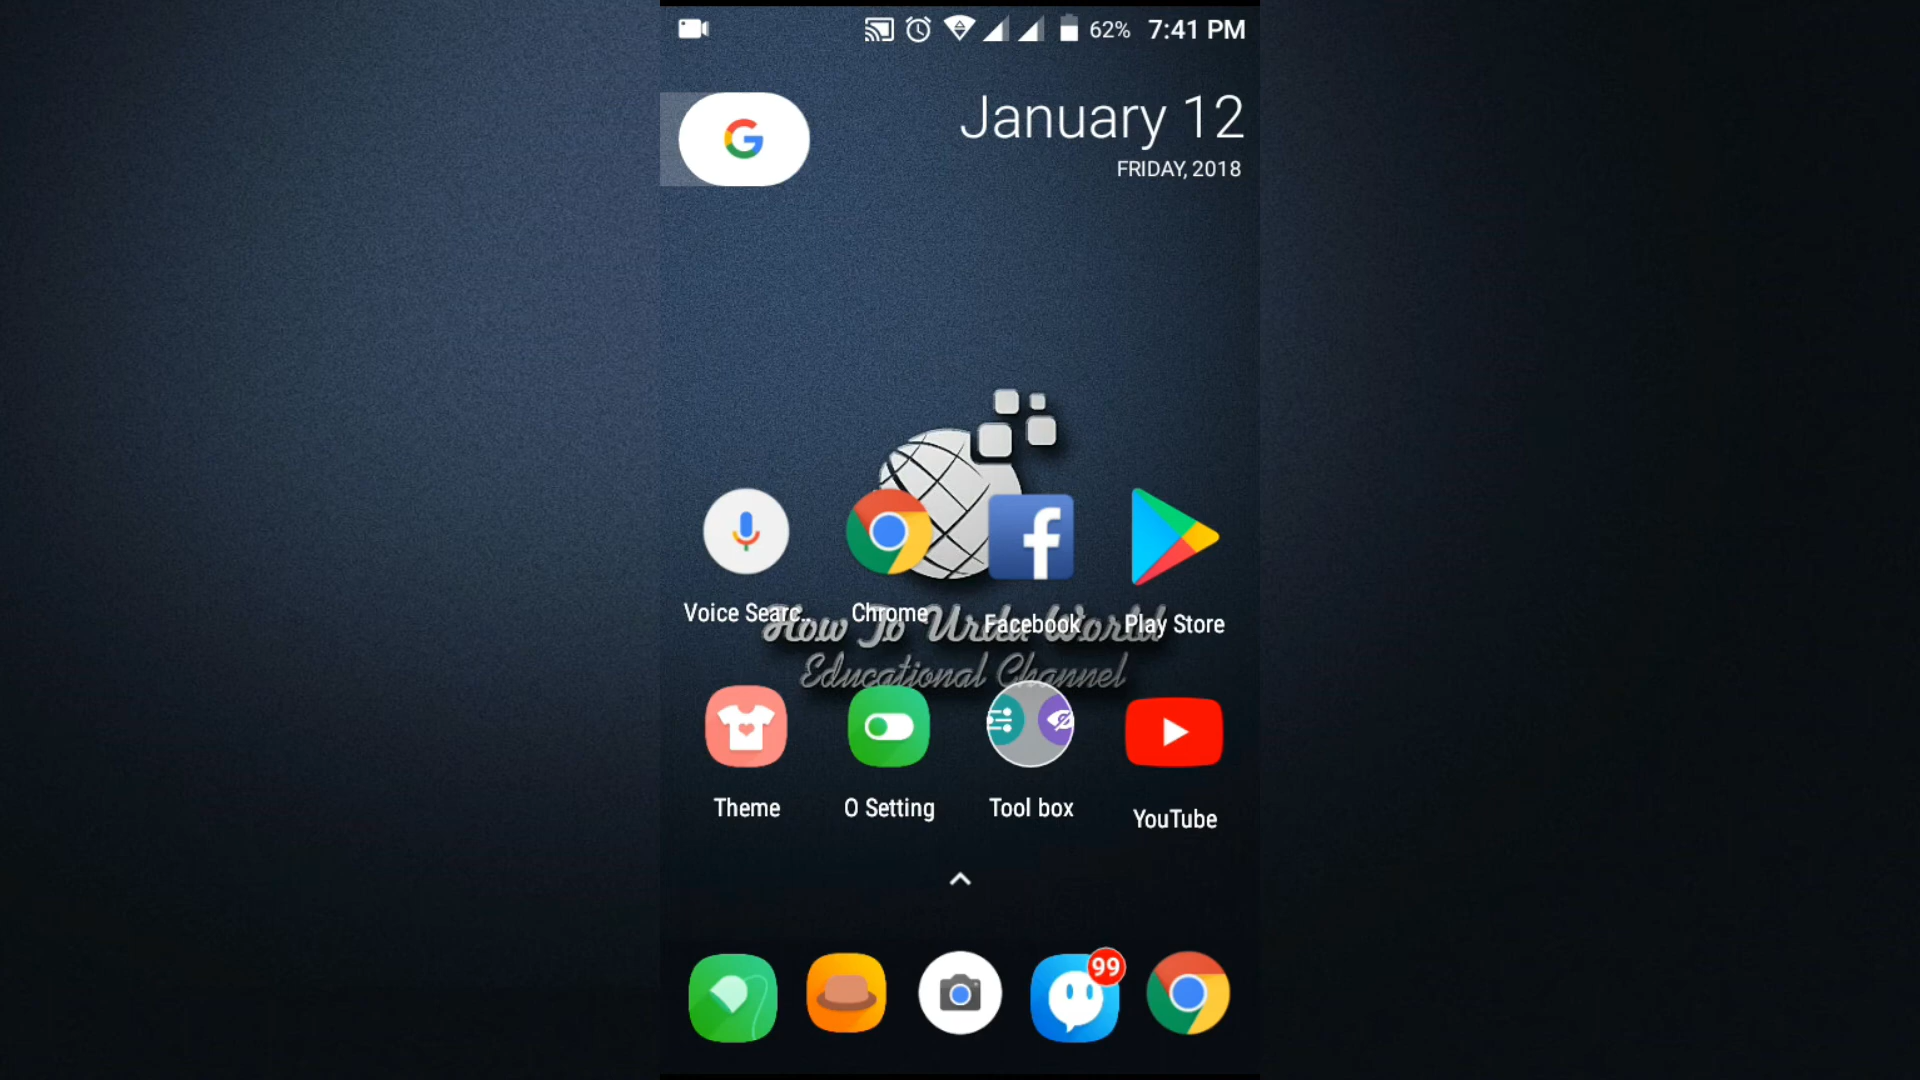 62% 7:41 PM
January 12
FRIDAY, 2018
Voice Searc..
Chrome
Facebook
Play Store
How To Urdu World
Educational Channel
Theme
O Setting
Tool box
YouTube
99